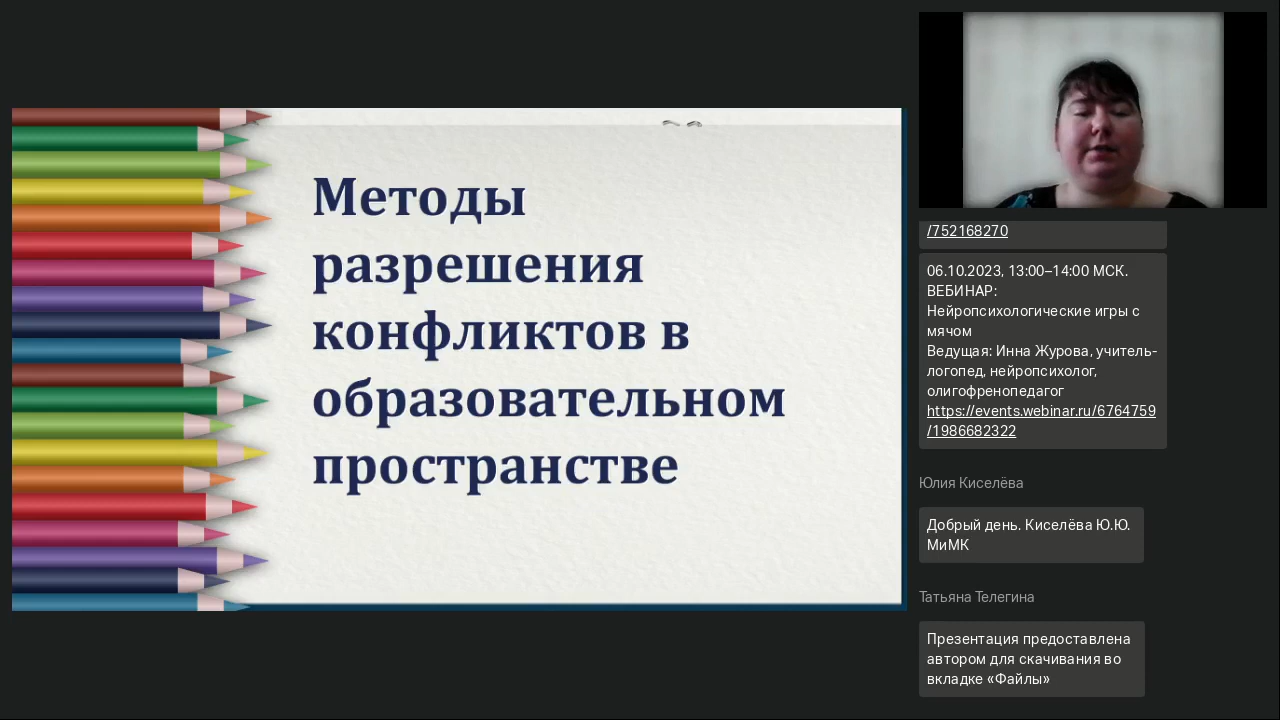 Методы
разрешения
конфликтов в
образовательном
пространстве
/752168270
06.10.2023, 13:00–14:00 МСК.
ВЕБИНАР:
Нейропсихологические игры с
мячом
Ведущая: Инна Журова, учитель-
логопед, нейропсихолог,
олигофренопедагог
https://events.webinar.ru/6764759
/1986682322
Юлия Киселёва
Добрый день. Киселёва Ю.Ю.
МиМК
Татьяна Телегина
Презентация предоставлена
автором для скачивания во
вкладке «Файлы»